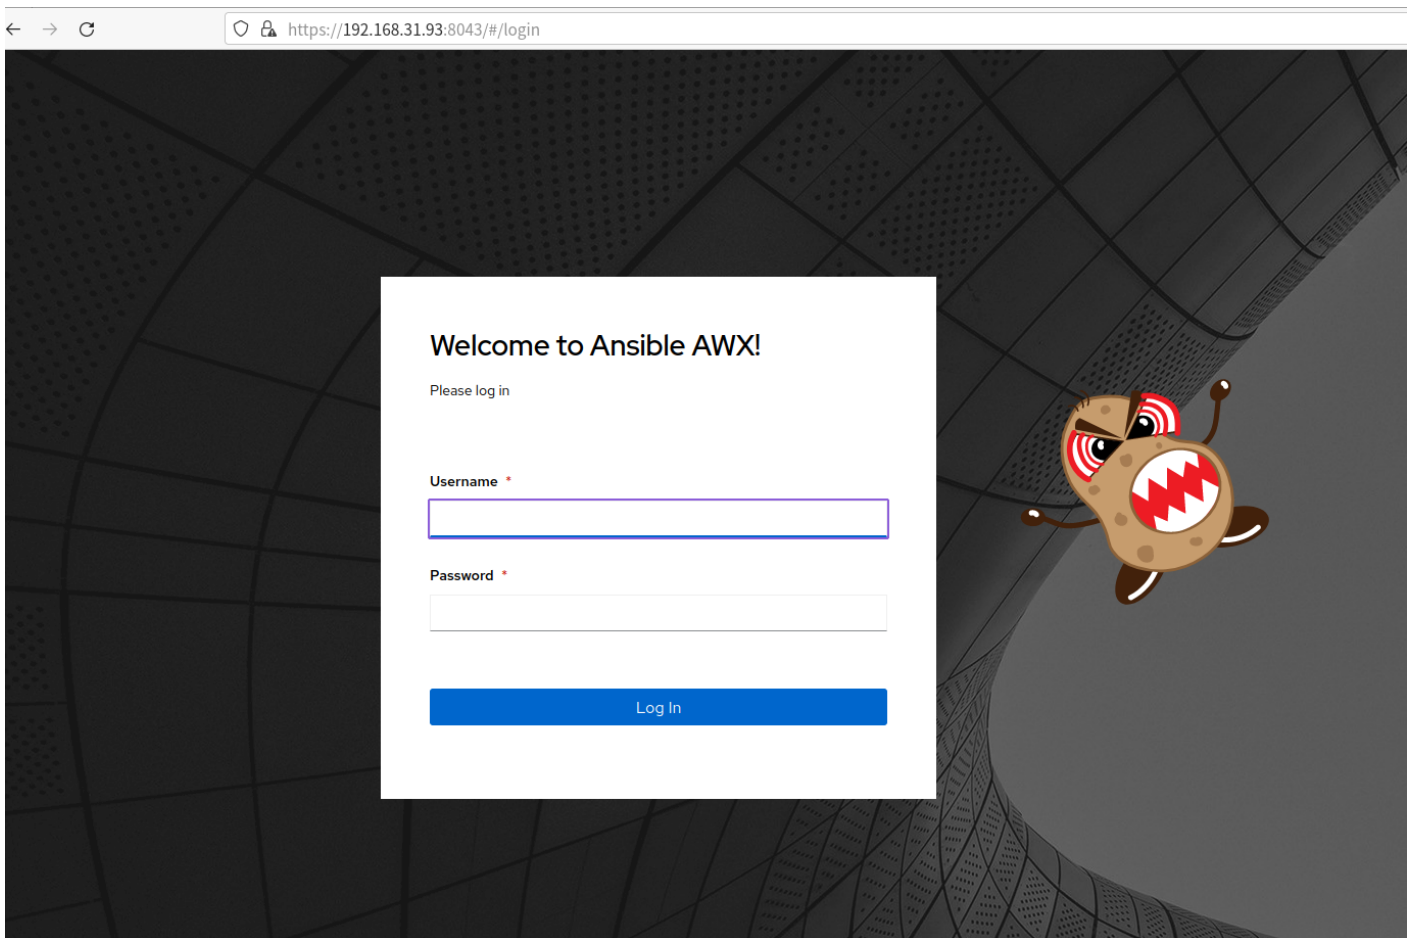 https://192.168.31.93:8043/#/login
Welcome to Ansible AWX!
Please log in
Username *
Password *
Log In